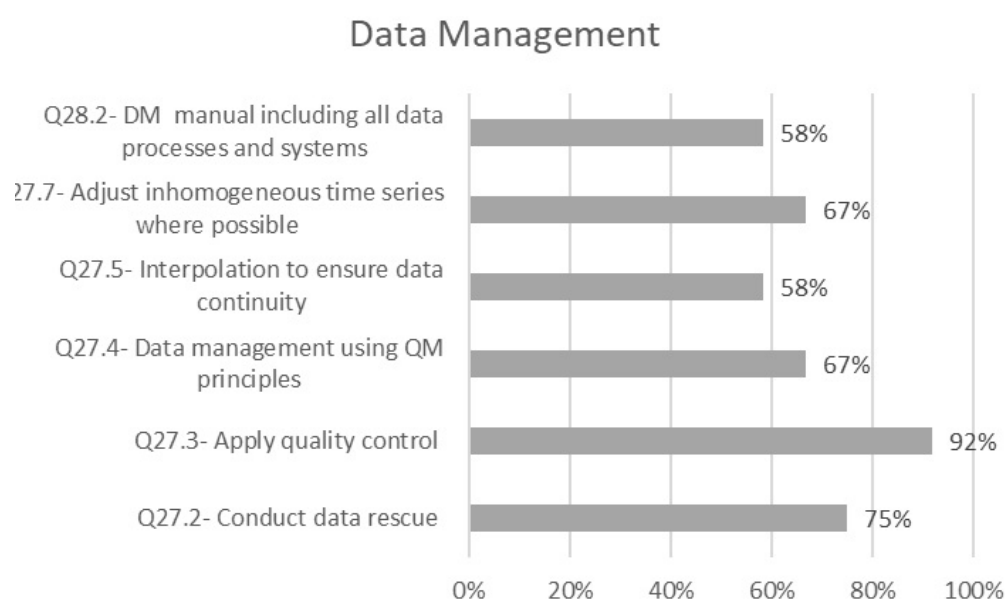 Data Management
Q28.2- DM manual including all data
processes and systems
58%
27.7- Adjust inhomogeneous time series
where possible
67%
Q27.5- Interpolation to ensure data
continuity
58%
Q27.4- Data management using QM
principles
67%
Q27.3- Apply quality control
92%
Q27.2- Conduct data rescue
75%
0% 20% 40% 60% 80% 100%